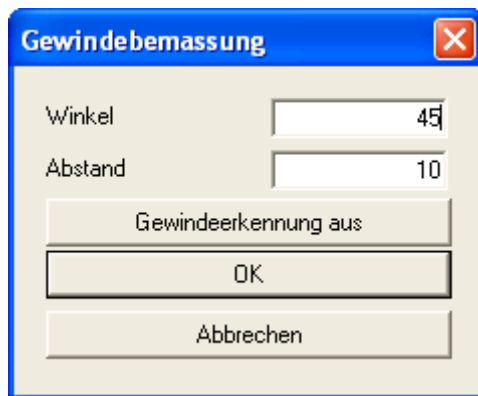 Gewindebemassung
Winkel 45
Abstand 10
Gewindeerkennung aus
OK
Abbrechen